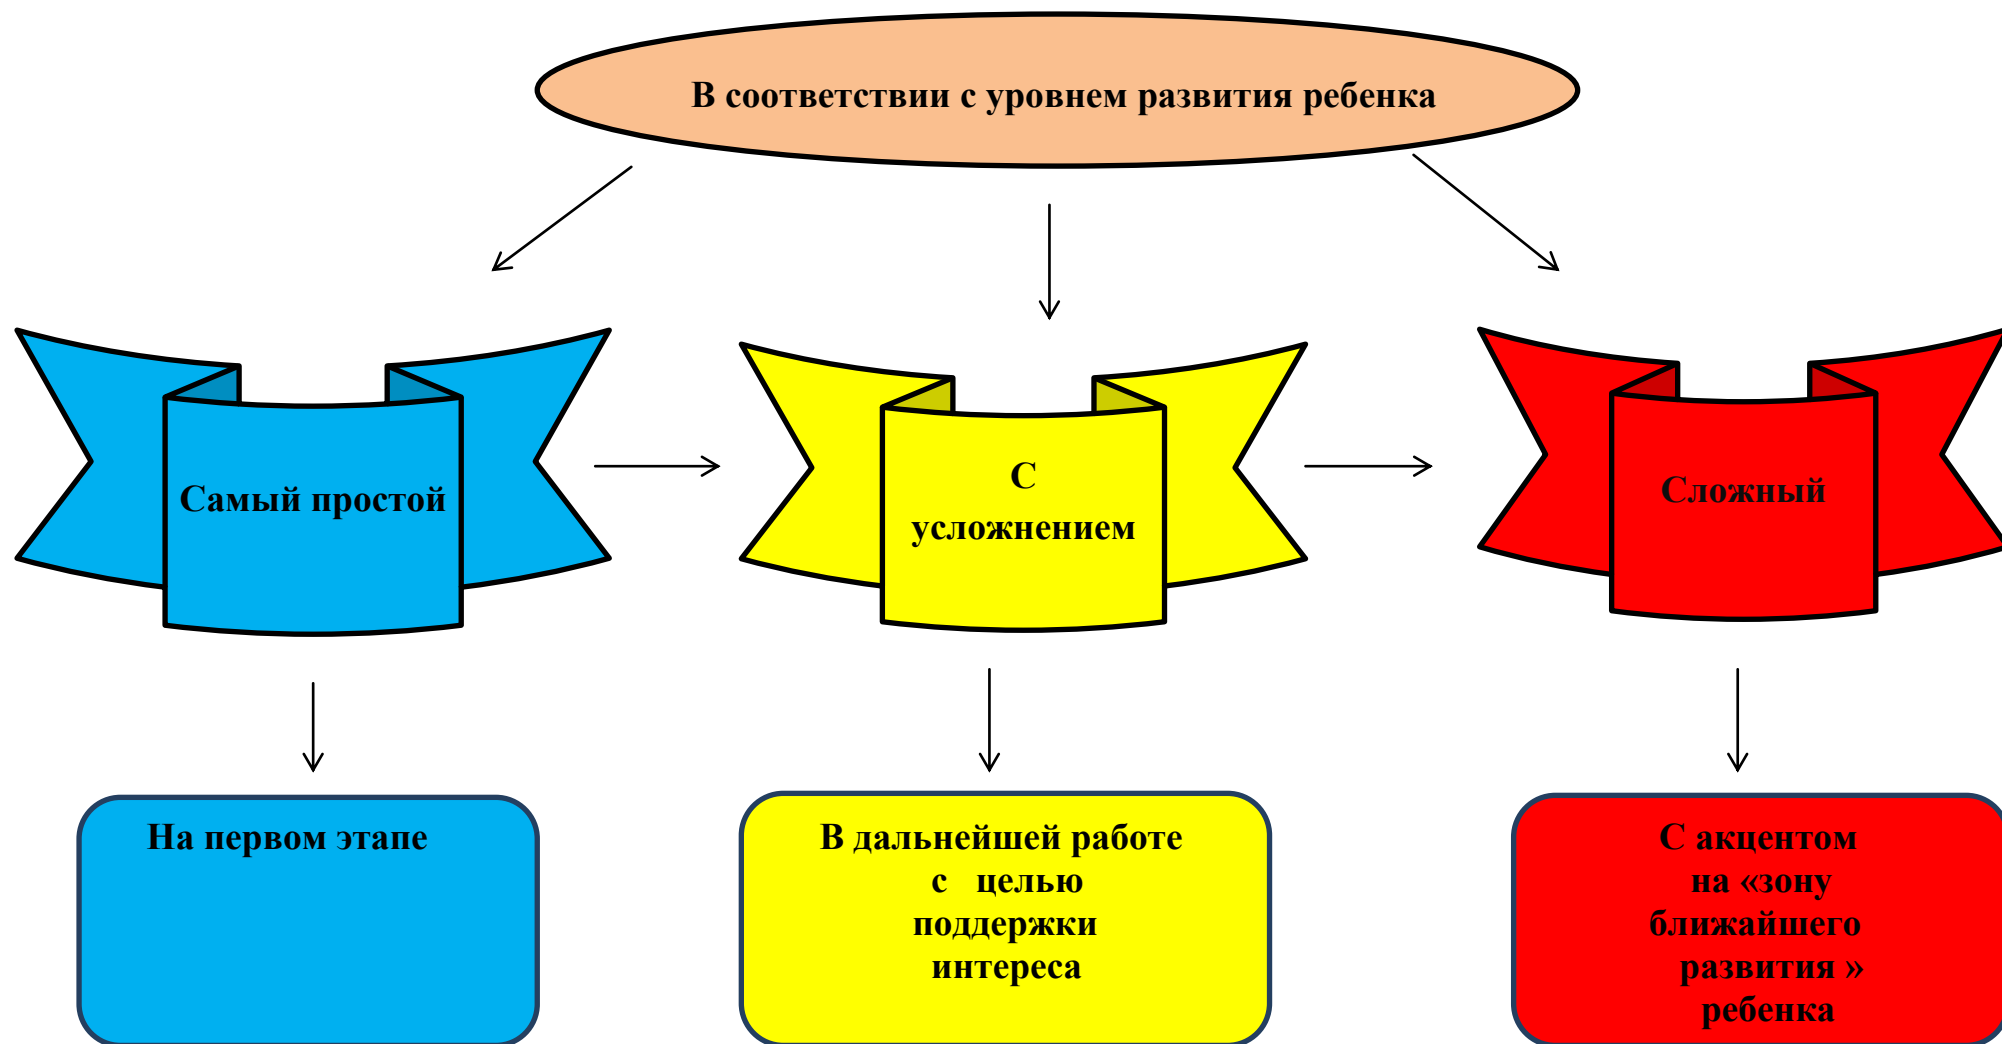 В соответствии с уровнем развития ребенка
Самый простой
С
усложнением
Сложный
На первом этапе
В дальнейшей работе
с целью
поддержки
интереса
С акцентом
на «зону
ближайшего
развития »
ребенка